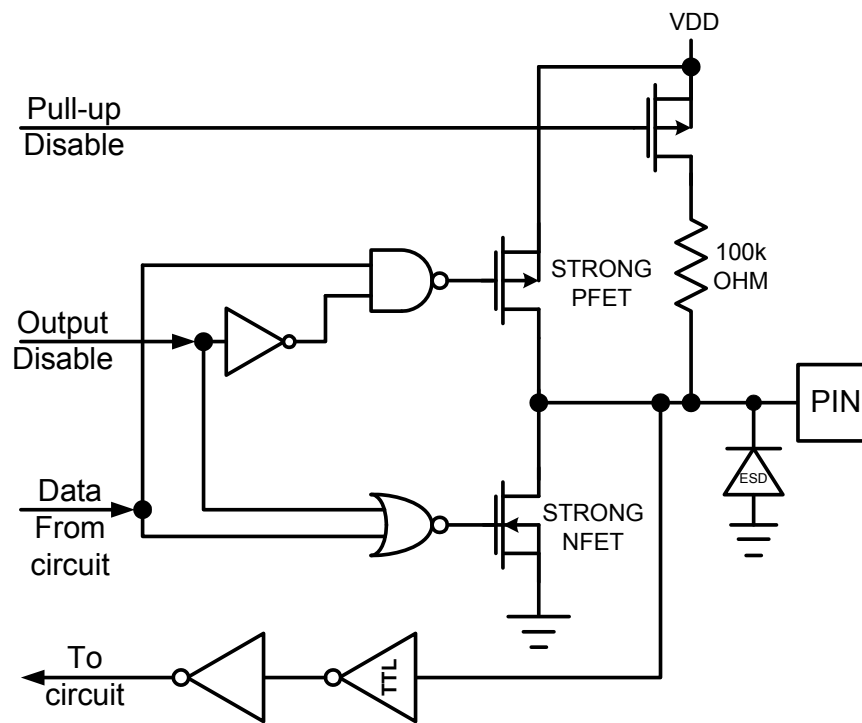 VDD
Pull-up
Disable
100k
OHM
STRONG
PFET
Output
Disable
PIN
ESD
Data
From
circuit
STRONG
NFET
To
circuit
TTL